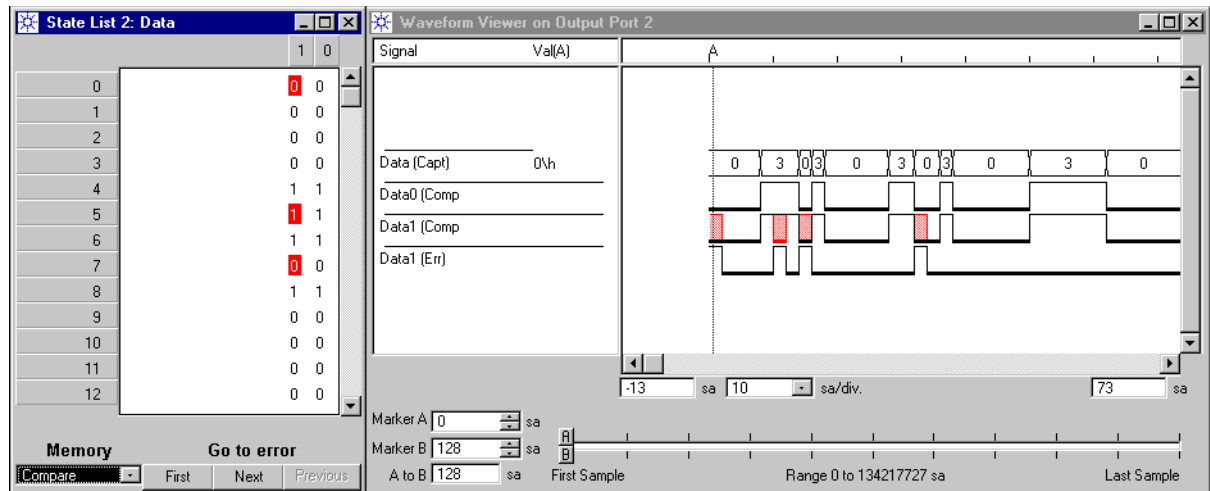 State List 2: Data
1 0
0 0 0
1 0 0
2 0 0
3 0 0
4 1 1
5 1 1
6 1 1
7 0 0
8 1 1
9 0 0
10 0 0
11 0 0
12 0 0
Memory Go to error
Compare First Next Previous
Waveform Viewer on Output Port 2
Signal Val(A) A
Data (Capt) 0\h 0 3 0 3 0 3 0 3 0 3 0
Data0 (Comp
Data1 (Comp
Data1 (Err)
-13 sa 10 sa/div. 73 sa
Marker A 0 sa A
Marker B 128 sa B
A to B 128 sa First Sample Range 0 to 134217727 sa Last Sample